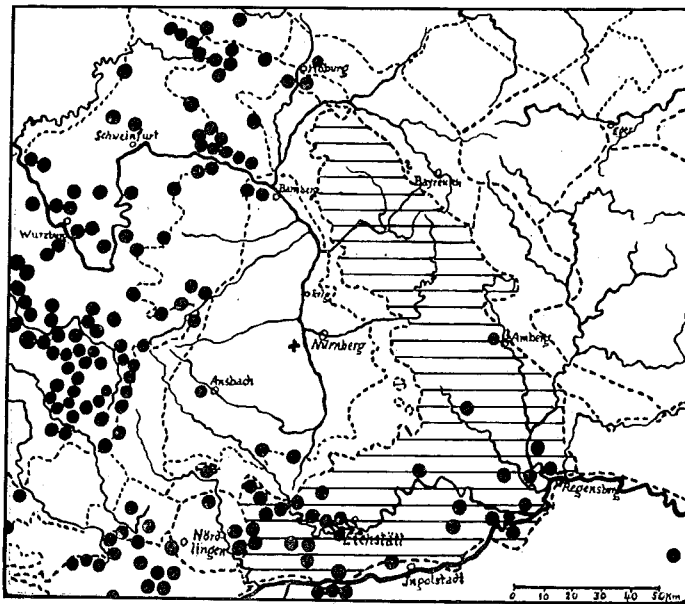 Coburg
Schweinfurt
Eger
Bayreuth
Bamberg
Würzburg
Erlg.
Nürnberg
Amberg
Ansbach
Regensburg
Nörd-
lingen
Eichstätt
Ingolstadt
0 10 20 30 40 50 Km